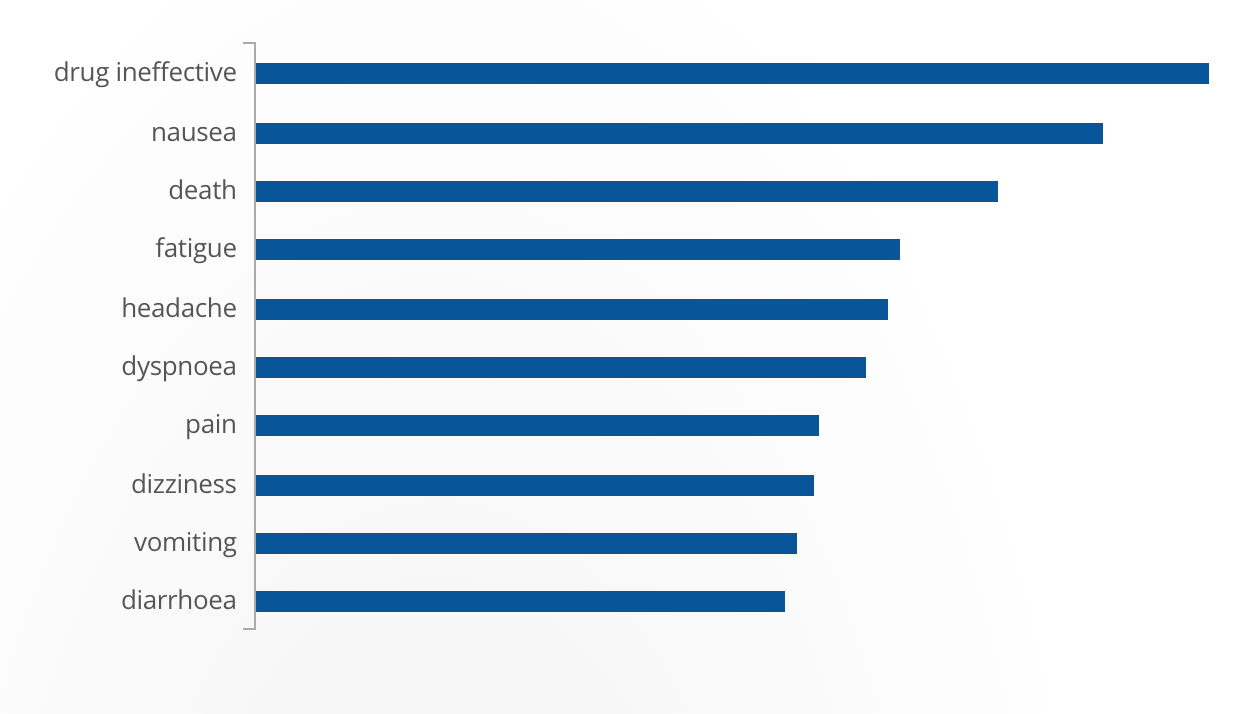 drug ineffective
nausea
death
fatigue
headache
dyspnoea
pain
dizziness
vomiting
diarrhoea